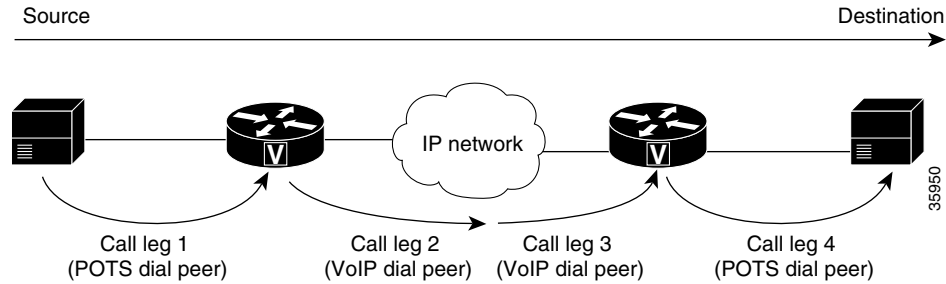 Source
Destination
V
IP network
V
35950
Call leg 1
(POTS dial peer)
Call leg 2
(VoIP dial peer)
Call leg 3
(VoIP dial peer)
Call leg 4
(POTS dial peer)